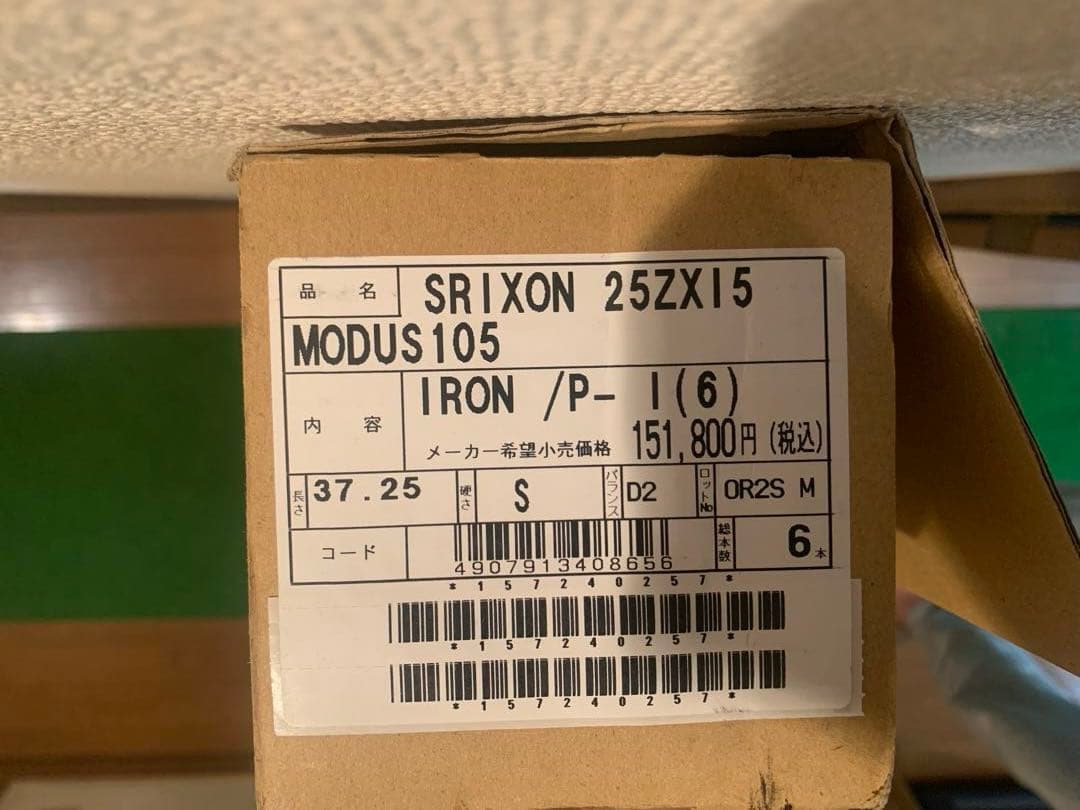 品 名 SRIXON 25ZXI5
MODUS105
内 容 IRON /P- I(6)
メーカー希望小売価格 151,800円(税込)
長さ 37.25 硬さ S バランス D2 ロットNo OR2S M
コード 4907913408656 総本数 6本
*157240257*
*157240257*
*157240257*